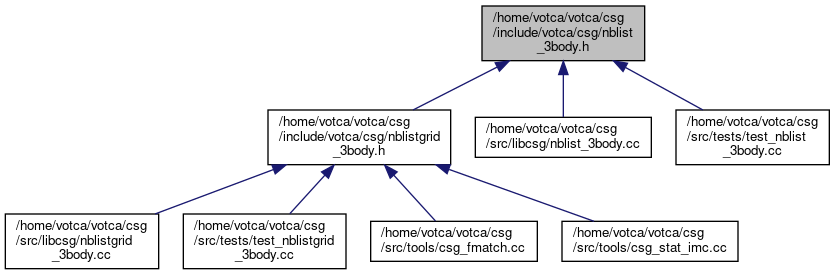 /home/votca/votca/csg
/include/votca/csg/nblist
_3body.h
/home/votca/votca/csg
/include/votca/csg/nblistgrid
_3body.h
/home/votca/votca/csg
/src/libcsg/nblist_3body.cc
/home/votca/votca/csg
/src/tests/test_nblist
_3body.cc
/home/votca/votca/csg
/src/libcsg/nblistgrid
_3body.cc
/home/votca/votca/csg
/src/tests/test_nblistgrid
_3body.cc
/home/votca/votca/csg
/src/tools/csg_fmatch.cc
/home/votca/votca/csg
/src/tools/csg_stat_imc.cc